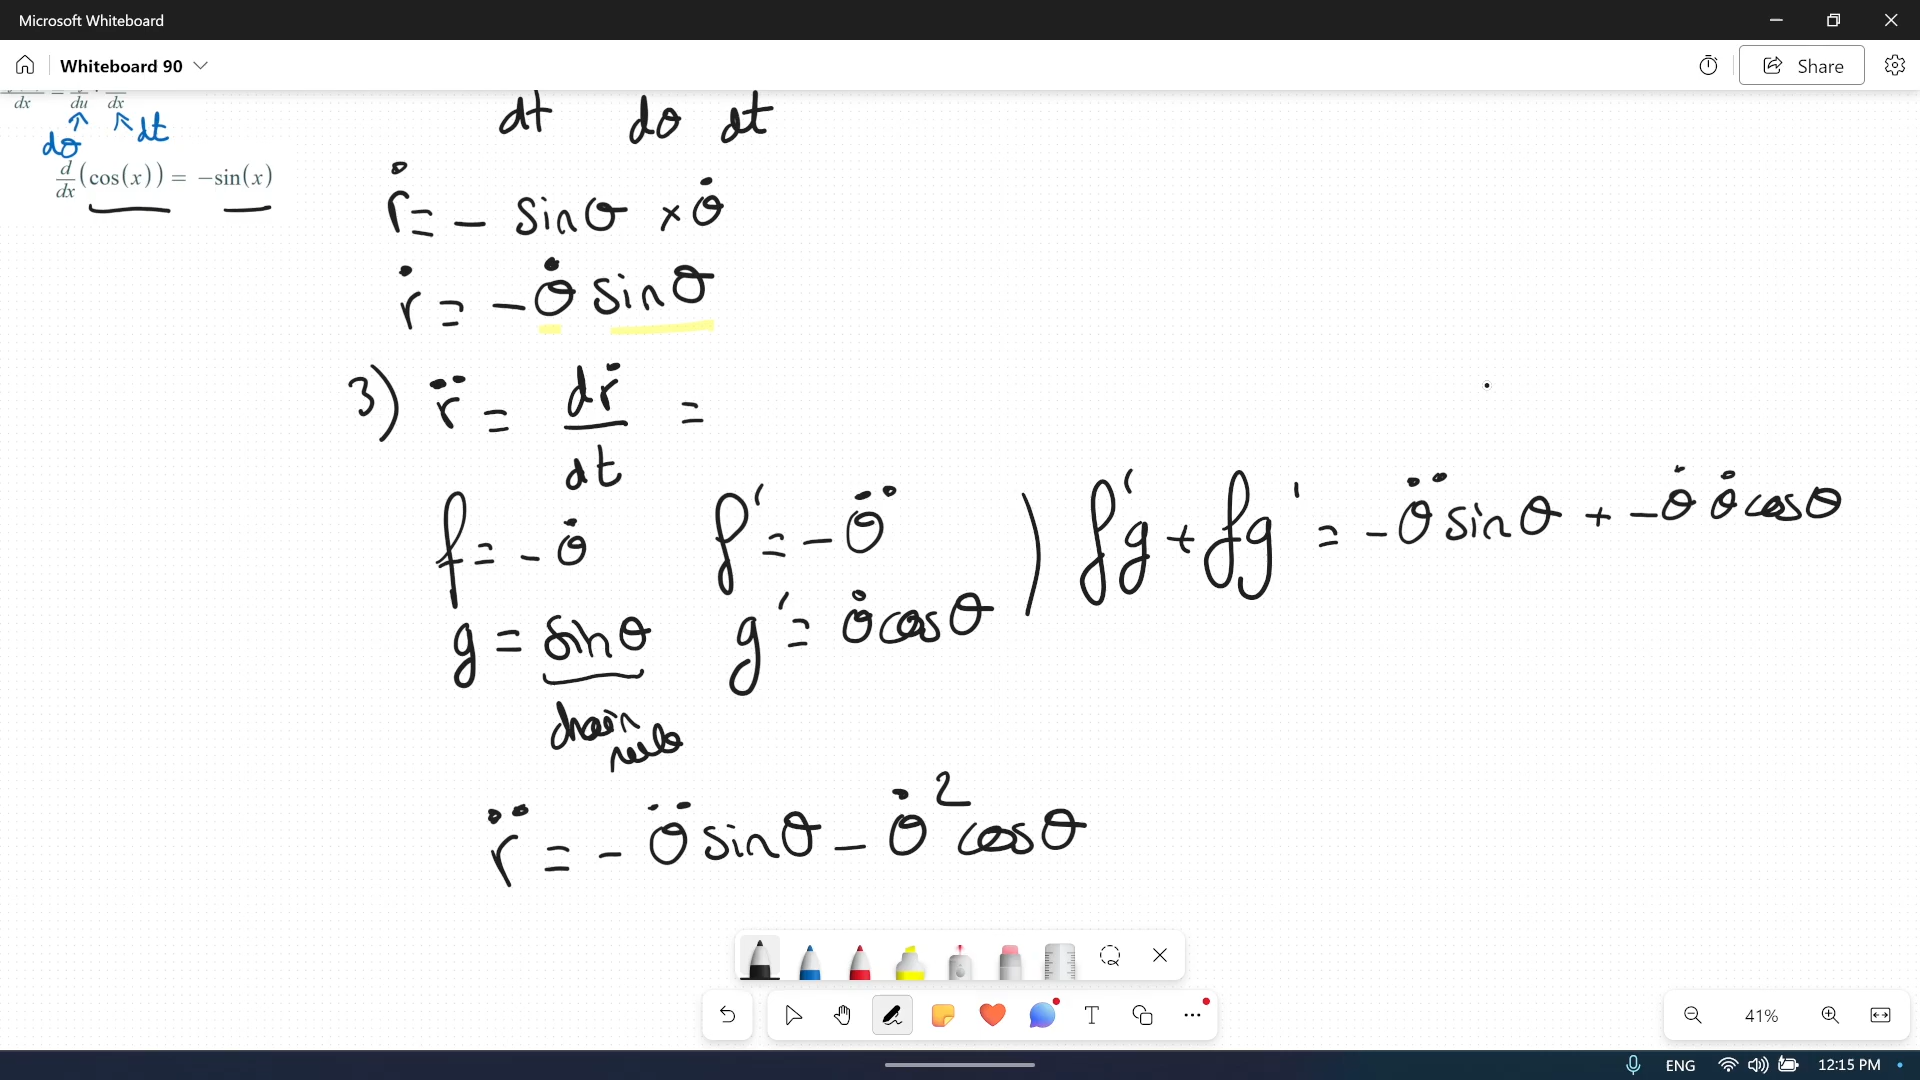 Microsoft Whiteboard
Whiteboard 90
Share
dx = du · dx
dθ dt
d/dx (cos(x)) = −sin(x)
dt dθ dt
ṙ = − sinθ × θ̇
ṙ = − θ̇ sinθ
3) r̈ = dṙ/dt =
f = − θ̇ f' = − θ̈ ) f'g + fg' = − θ̈ sinθ + − θ̇ θ̇ cosθ
g = sinθ g' = θ̇ cosθ
chain
rule
r̈ = − θ̈ sinθ − θ̇² cosθ
T
41%
ENG 12:15 PM